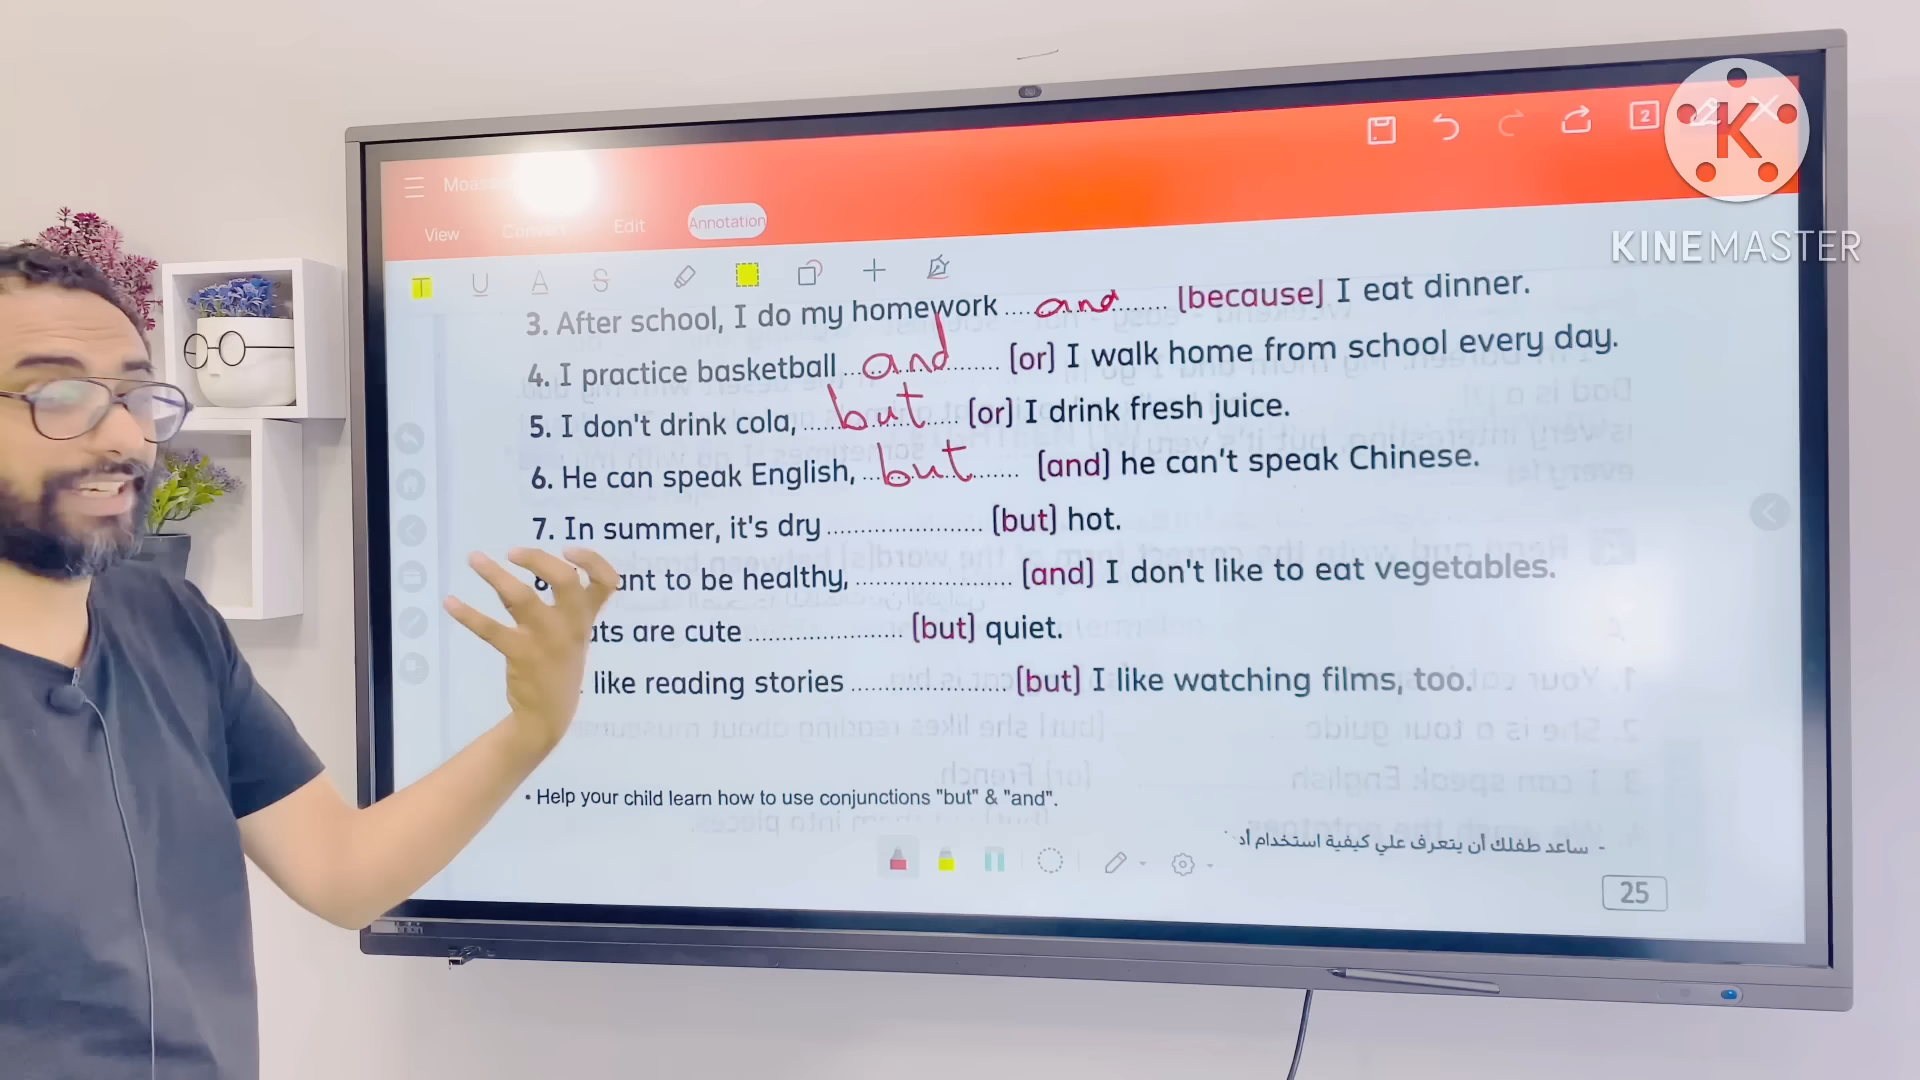 KINEMASTER
K
2
View Convert Edit Annotation
T U A S
3. After school, I do my homework ....and...... [because] I eat dinner.
4. I practice basketball ..and...... [or] I walk home from school every day.
5. I don't drink cola, ...but.... [or] I drink fresh juice.
6. He can speak English, ..but...... [and] he can't speak Chinese.
7. In summer, it's dry ...................... [but] hot.
8. ant to be healthy, ...................... [and] I don't like to eat vegetables.
ats are cute ...................... [but] quiet.
. like reading stories ...................... [but] I like watching films, too.
• Help your child learn how to use conjunctions "but" & "and".
- ساعد طفلك أن يتعرف علي كيفية استخدام أد
25